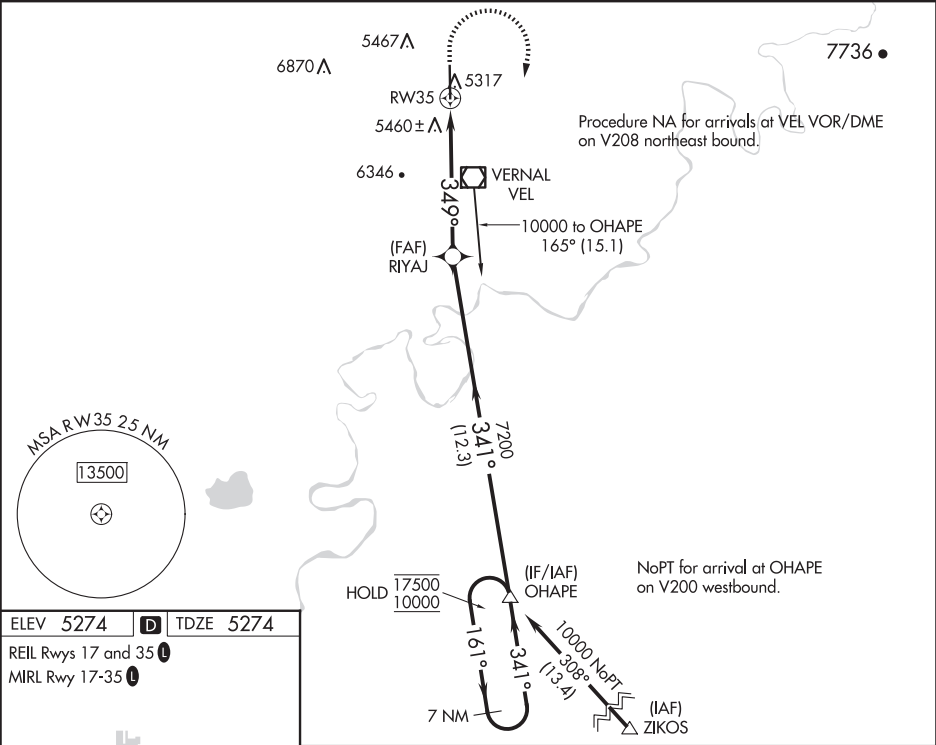 5467
6870
5317
7736
RW35
5460±
Procedure NA for arrivals at VEL VOR/DME
on V208 northeast bound.
6346
VERNAL
VEL
349°
10000 to OHAPE
165° (15.1)
(FAF)
RIYAJ
7200
341°
(12.3)
MSA RW35 25 NM
13500
(IF/IAF)
OHAPE
NoPT for arrival at OHAPE
on V200 westbound.
HOLD 17500
10000
161°
341°
10000 NoPT
308°
(13.4)
7 NM
(IAF)
ZIKOS
ELEV 5274 D TDZE 5274
REIL Rwys 17 and 35 L
MIRL Rwy 17-35 L